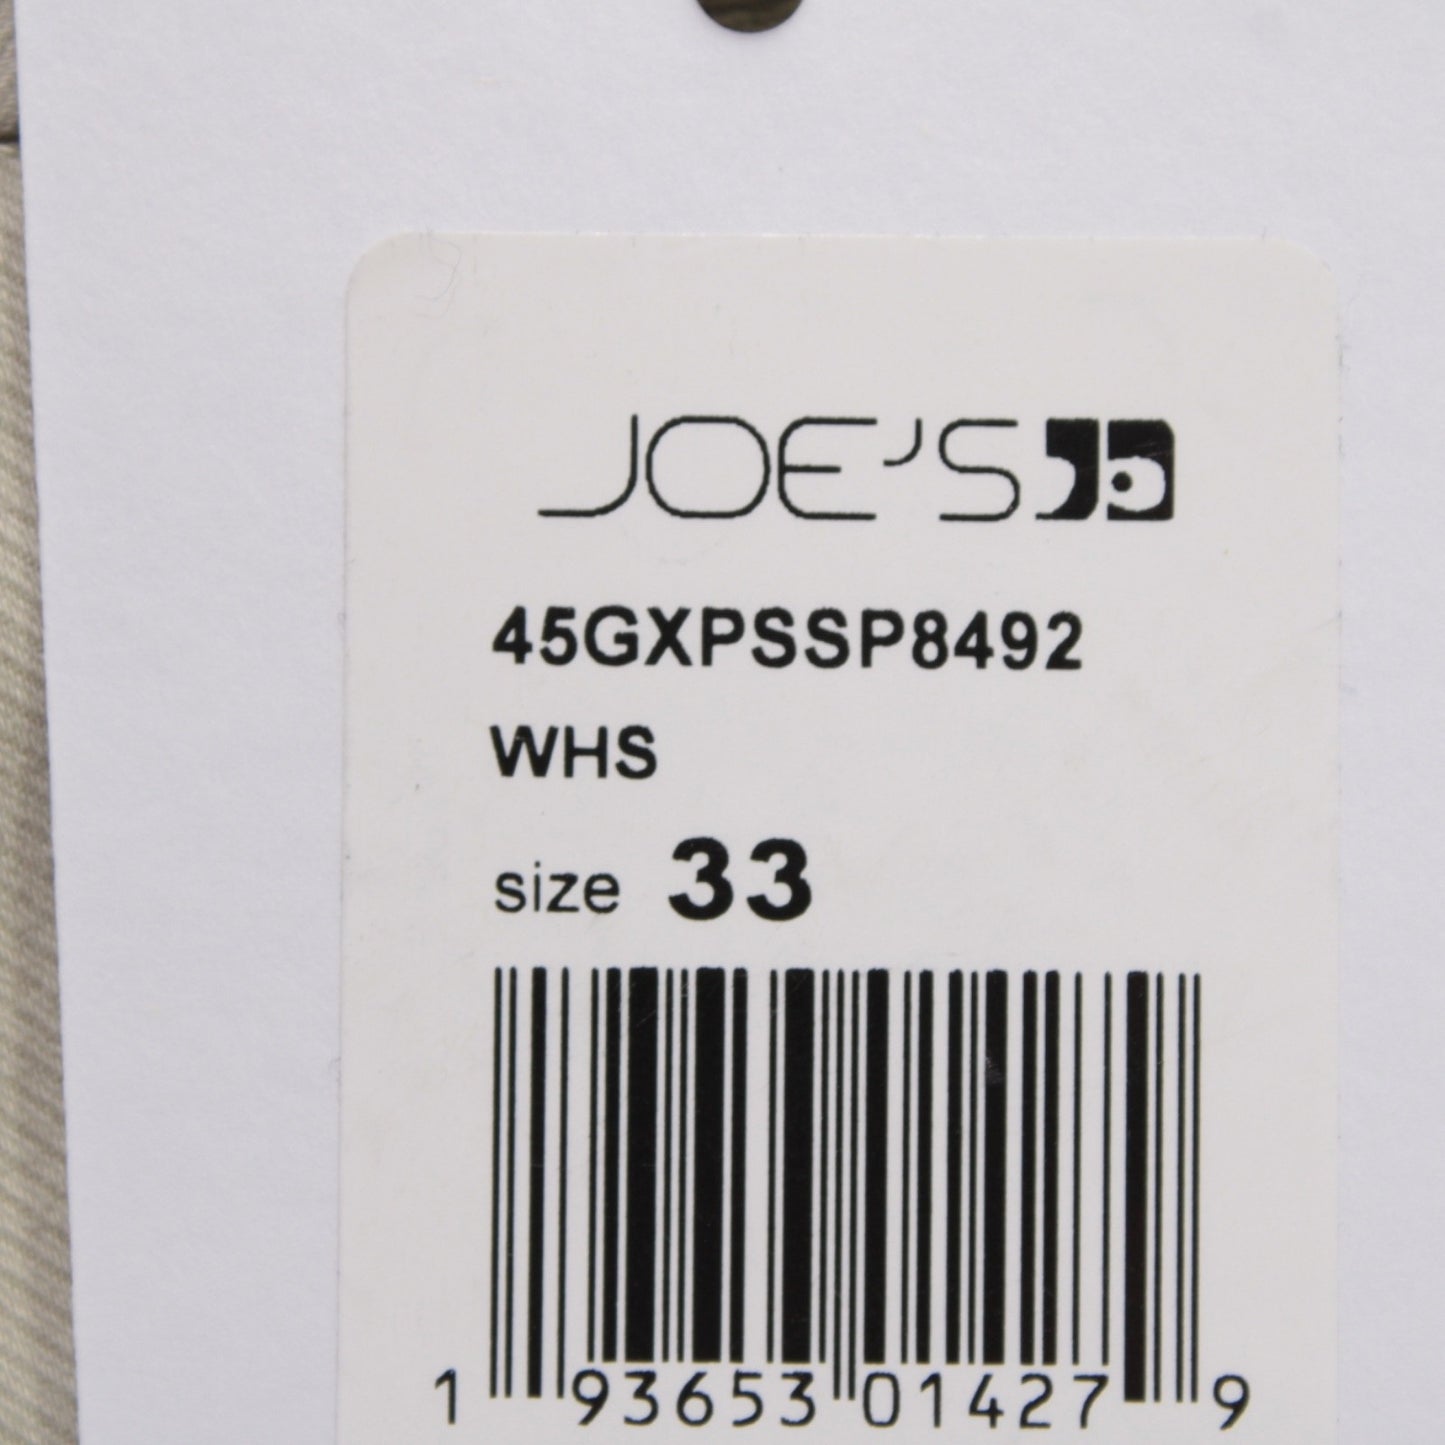 JOE'S
45GXPSSP8492
WHS
size 33
1 93653 01427 9